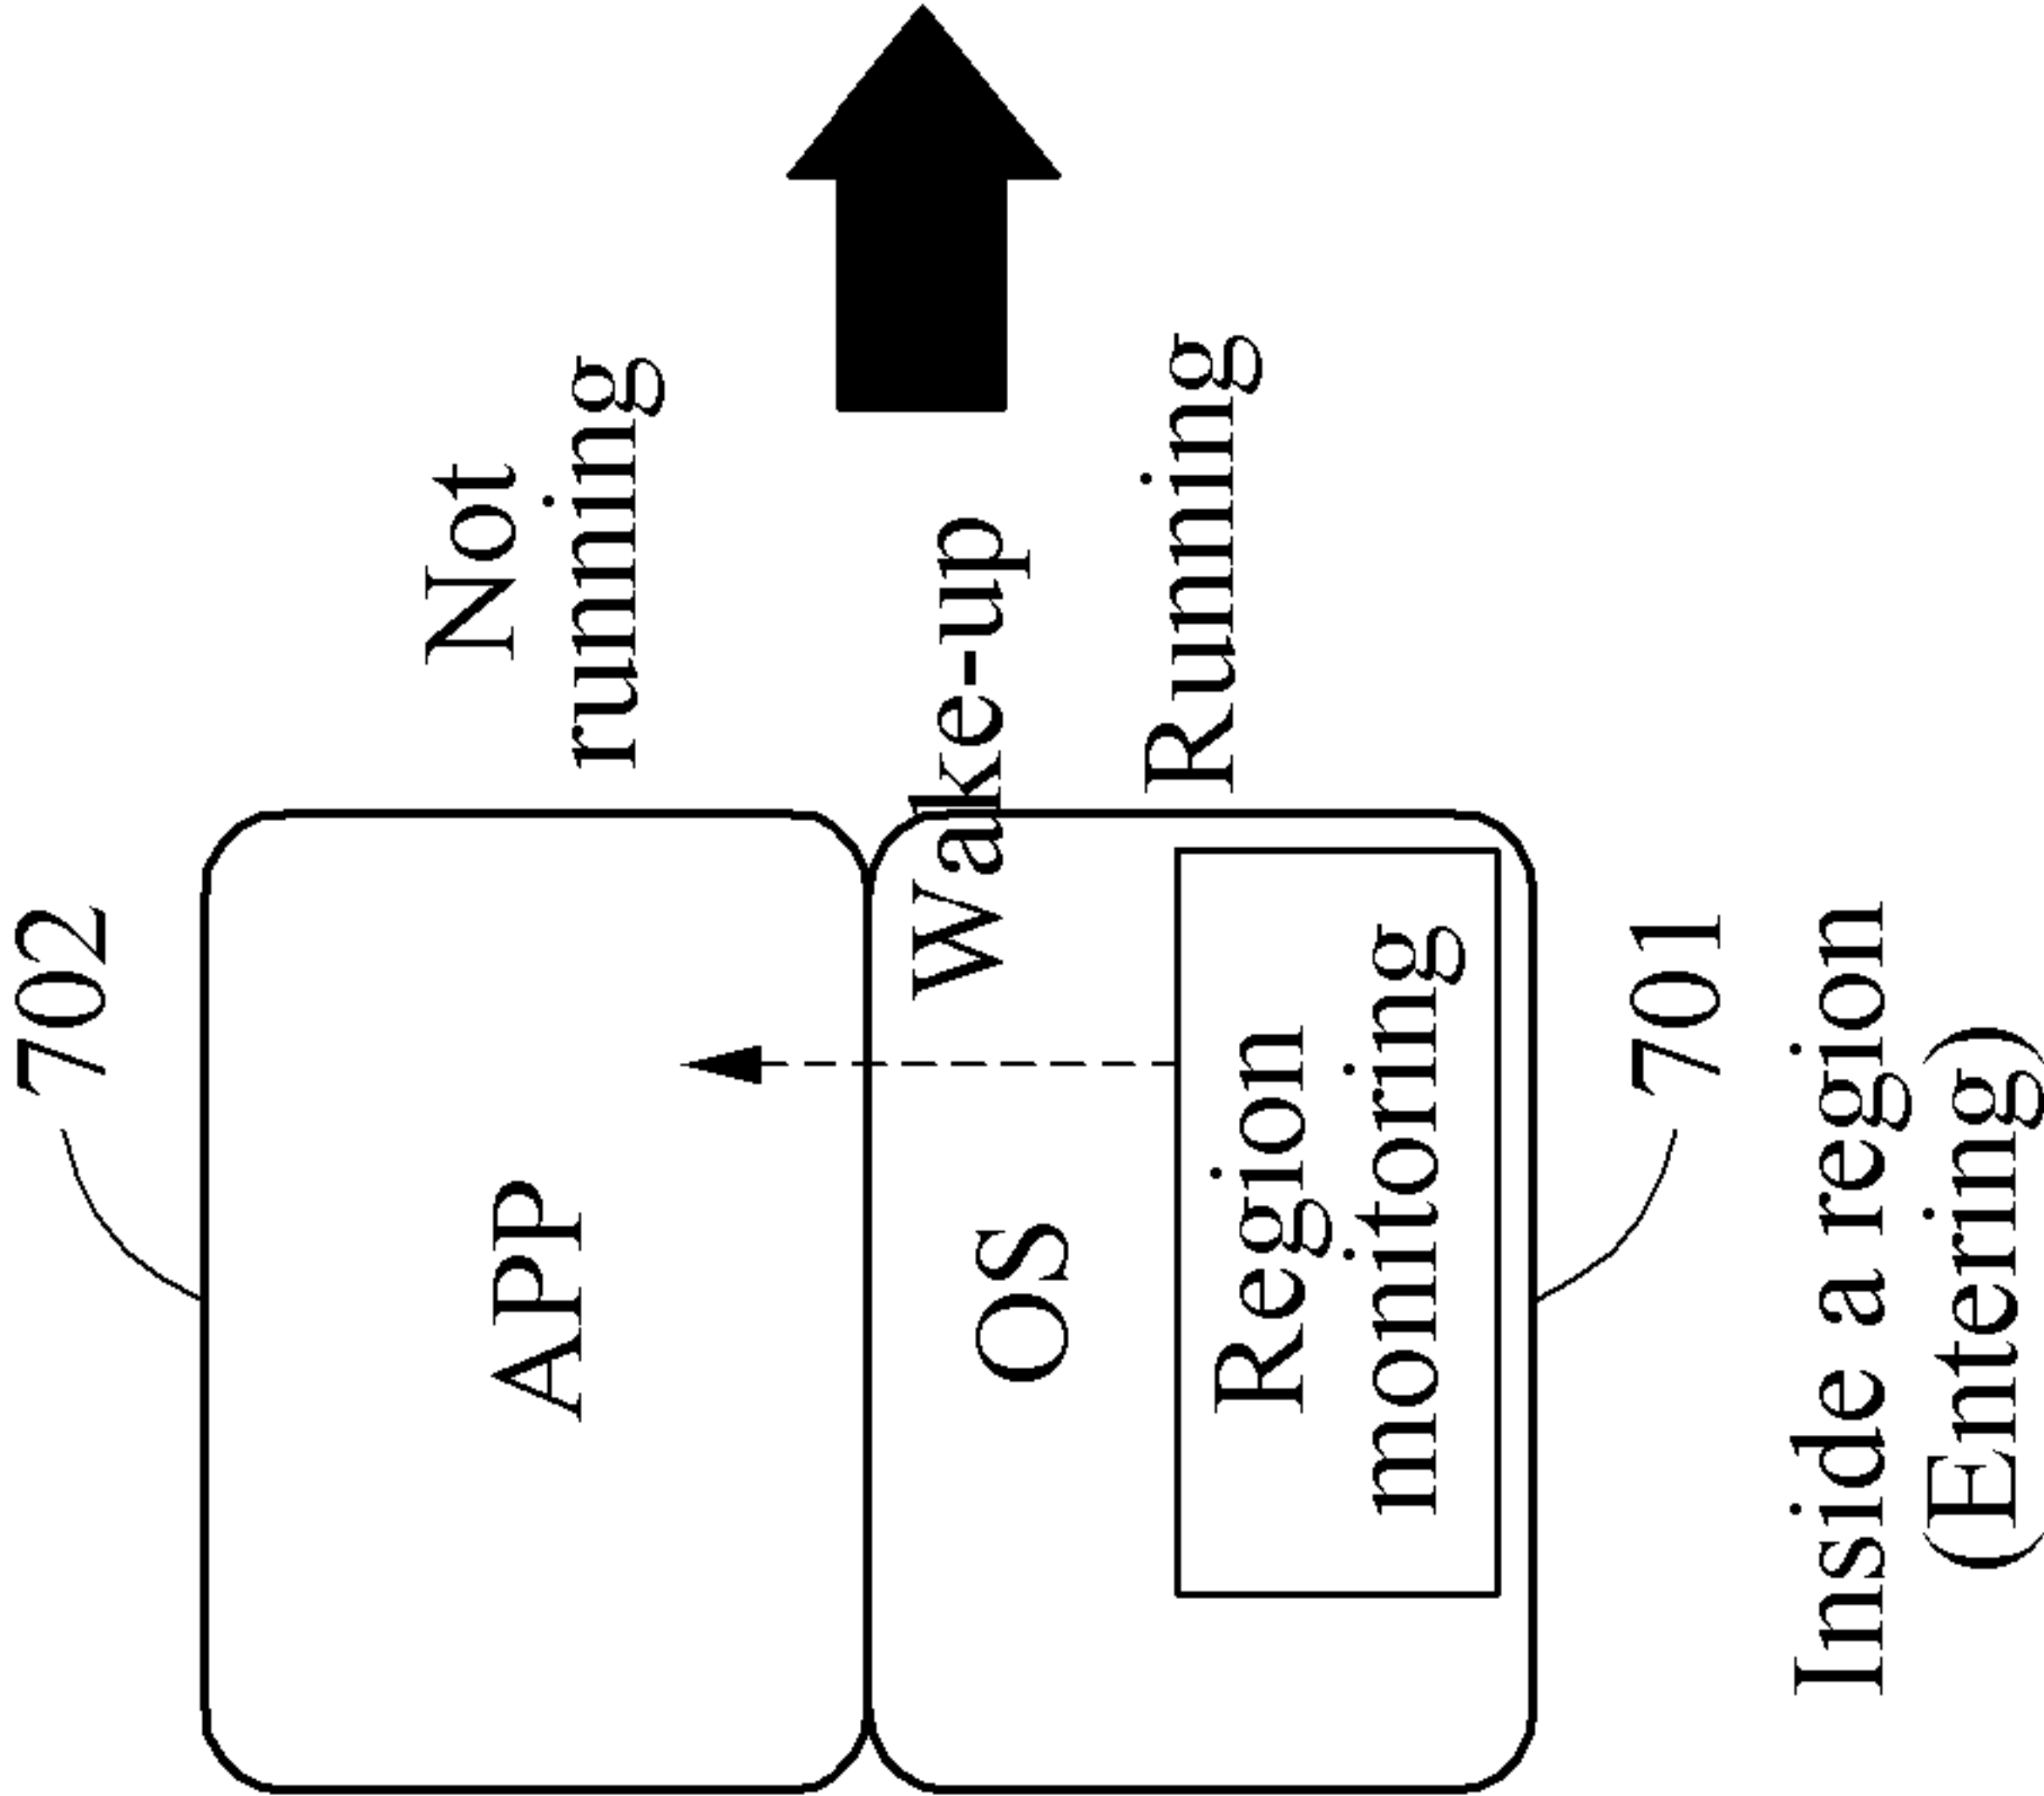 702
APP
Not
running
Wake-up
OS
Running
Region
monitoring
701
Inside a region
(Entering)